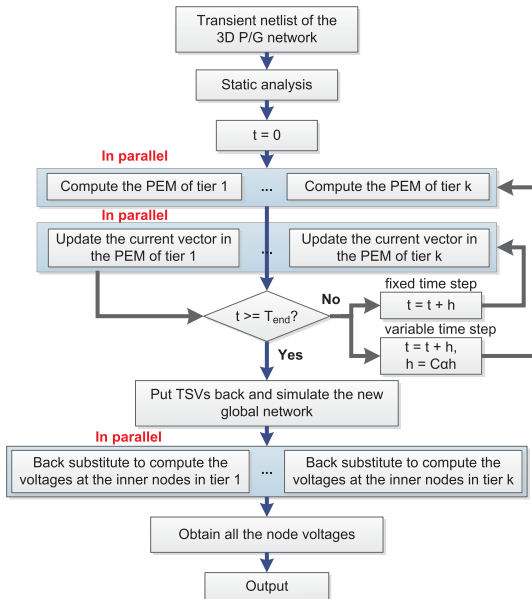 Transient netlist of the
3D P/G network
Static analysis
t = 0
In parallel
Compute the PEM of tier 1
...
Compute the PEM of tier k
In parallel
Update the current vector in
the PEM of tier 1
...
Update the current vector in
the PEM of tier k
fixed time step
t = t + h
t >= Tend?
No
variable time step
t = t + h,
h = Cαh
Yes
Put TSVs back and simulate the new
global network
In parallel
Back substitute to compute the
voltages at the inner nodes in tier 1
...
Back substitute to compute the
voltages at the inner nodes in tier k
Obtain all the node voltages
Output